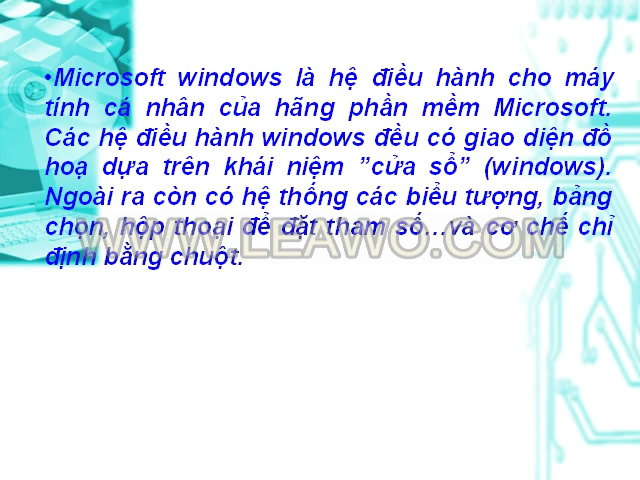 •Microsoft windows là hệ điều hành cho máy
tính cá nhân của hãng phần mềm Microsoft.
Các hệ điều hành windows đều có giao diện đồ
hoạ dựa trên khái niệm ”cửa sổ” (windows).
Ngoài ra còn có hệ thống các biểu tượng, bảng
chọn, hộp thoại để đặt tham số…và cơ chế chỉ
định bằng chuột.
WWW.LEAWO.COM